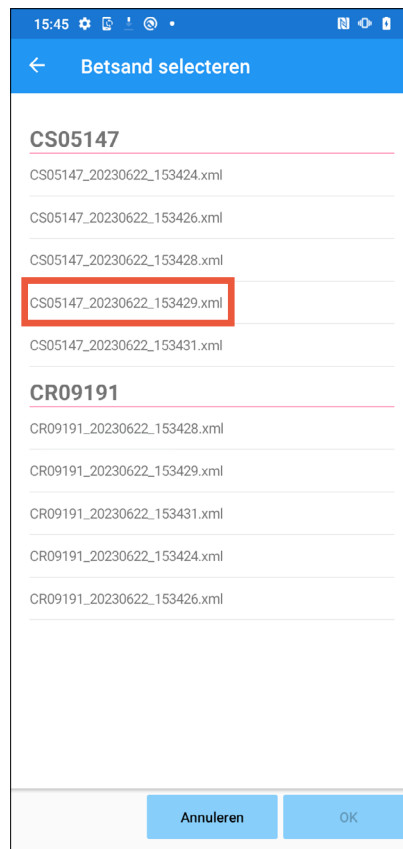 15:45
Betsand selecteren
CS05147
CS05147_20230622_153424.xml
CS05147_20230622_153426.xml
CS05147_20230622_153428.xml
CS05147_20230622_153429.xml
CS05147_20230622_153431.xml
CR09191
CR09191_20230622_153428.xml
CR09191_20230622_153429.xml
CR09191_20230622_153431.xml
CR09191_20230622_153424.xml
CR09191_20230622_153426.xml
Annuleren OK